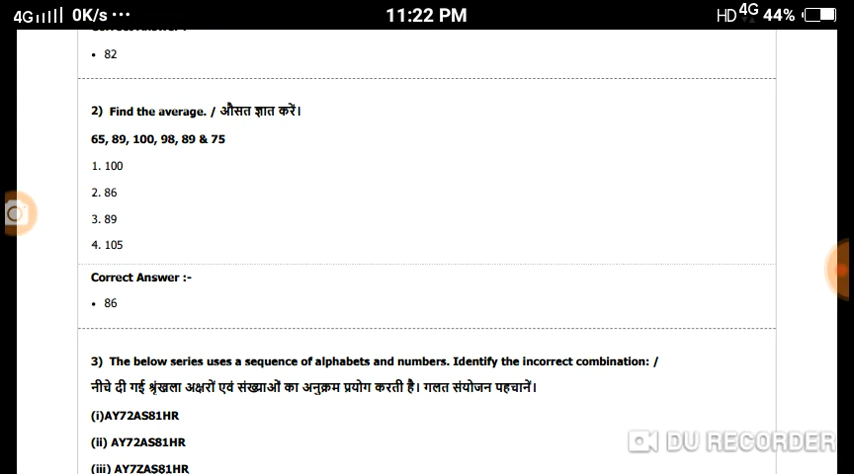 4G 0K/s ··· 11:22 PM HD 4G 44%
• 82
2) Find the average. / औसत ज्ञात करें।
65, 89, 100, 98, 89 & 75
1. 100
2. 86
3. 89
4. 105
Correct Answer :-
• 86
3) The below series uses a sequence of alphabets and numbers. Identify the incorrect combination: /
नीचे दी गई श्रृंखला अक्षरों एवं संख्याओं का अनुक्रम प्रयोग करती है। गलत संयोजन पहचानें।
(i)AY72AS81HR
(ii) AY72AS81HR
(iii) AY7ZAS81HR
DU RECORDER